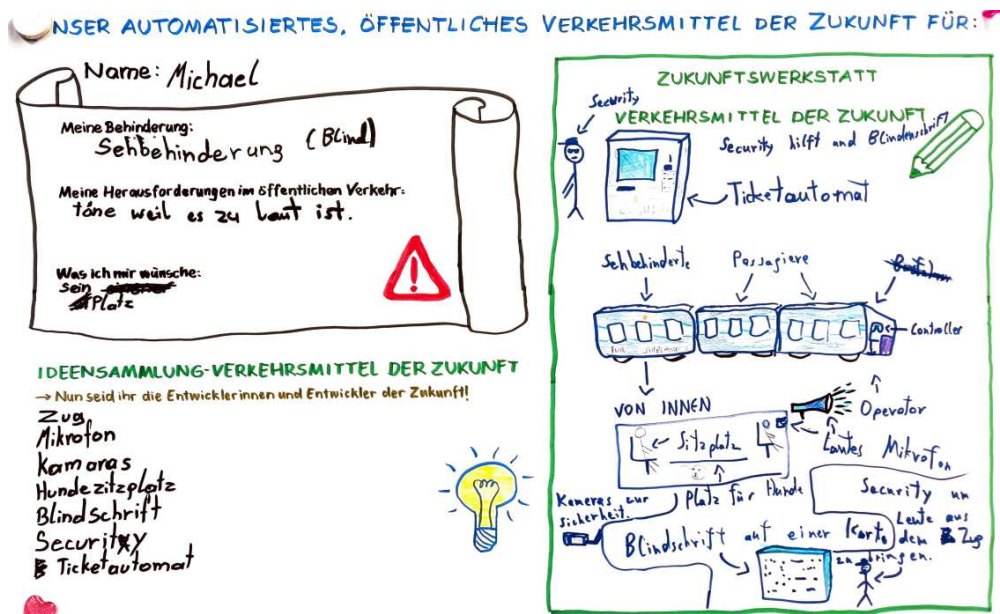 NSER AUTOMATISIERTES, ÖFFENTLICHES VERKEHRSMITTEL DER ZUKUNFT FÜR:
Name: Michael
Meine Behinderung:
Sehbehinderung (Blind)
Meine Herausforderungen im öffentlichen Verkehr:
töne weil es zu laut ist.
Was ich mir wünsche:
Sein
Platz
IDEENSAMMLUNG-VERKEHRSMITTEL DER ZUKUNFT
→ Nun seid ihr die Entwicklerinnen und Entwickler der Zukunft!
Zug
Mikrofon
Kamaras
Hundezitzplatz
Blindschrift
Security
Ticketautomat
ZUKUNFTSWERKSTATT
VERKEHRSMITTEL DER ZUKUNFT
Security
Security hilft and Blindenschrift
Ticketautomat
Sehbehinderte
Passagiere
Controller
Operator
VON INNEN
Sitzplatz
Lautes Mikrofon
Platz für Hunde
Kameras zur
sicherheit.
Blindschrift auf einer Karte
Security um
Leute aus
dem Zug
zu bringen.